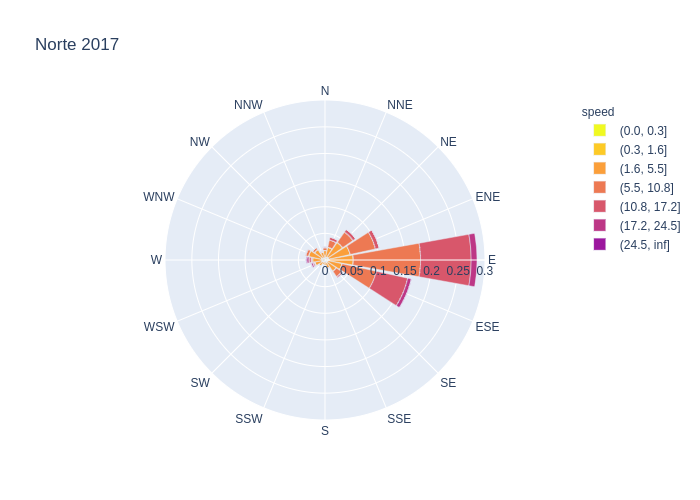 Norte 2017
N
NNE
NE
ENE
E
ESE
SE
SSE
S
SSW
SW
WSW
W
WNW
NW
NNW
0 0.05 0.1 0.15 0.2 0.25 0.3
speed
(0.0, 0.3]
(0.3, 1.6]
(1.6, 5.5]
(5.5, 10.8]
(10.8, 17.2]
(17.2, 24.5]
(24.5, inf]